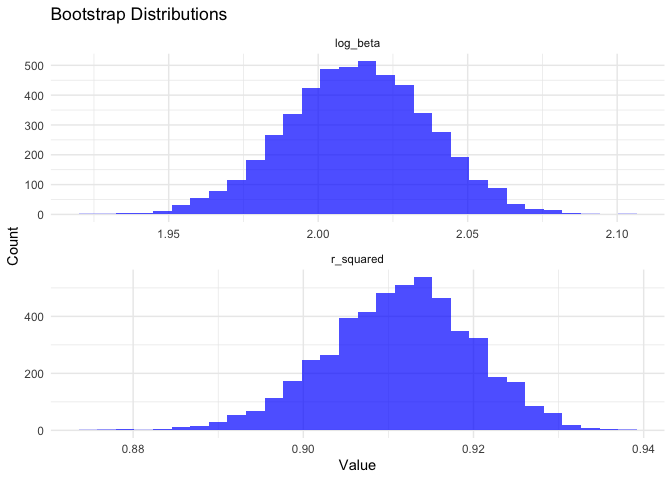 Bootstrap Distributions
log_beta
500
400
300
200
100
0
1.95 2.00 2.05 2.10
Count
r_squared
400
200
0
0.88 0.90 0.92 0.94
Value